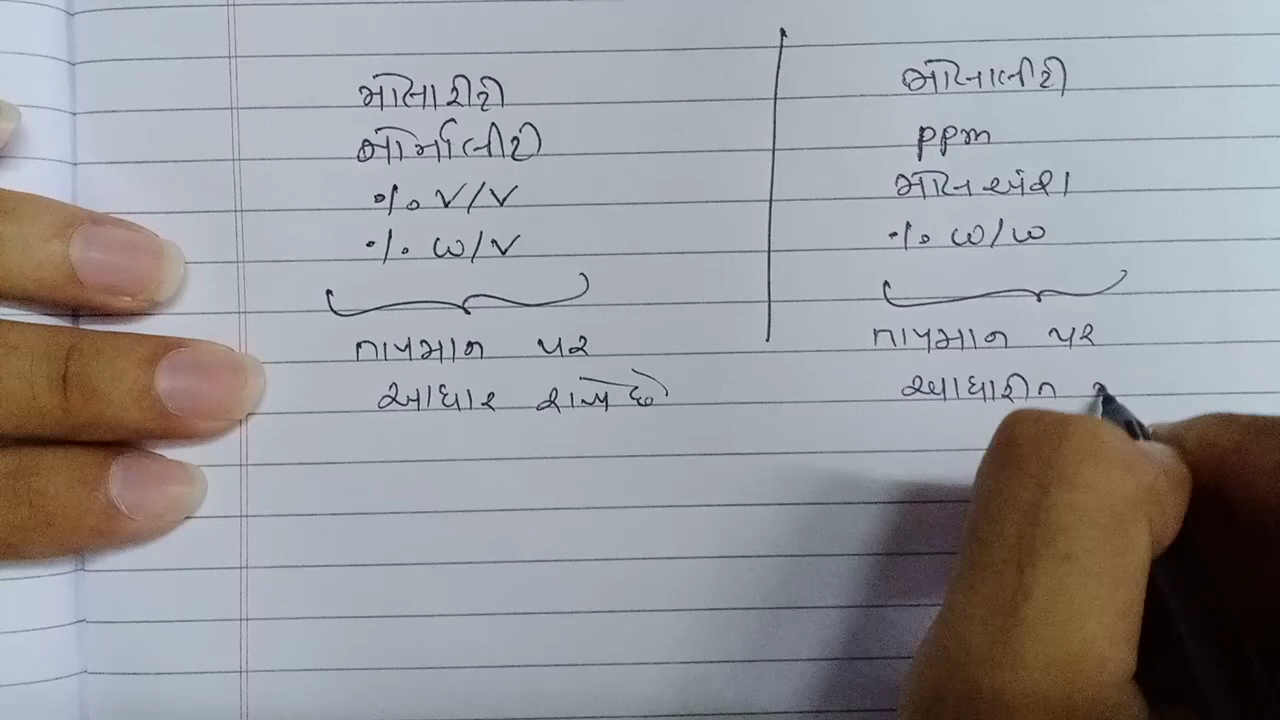 મોલારીટી
નોર્માલીટી
% V/V
% W/V
તાપમાન પર
આધાર રાખે છે
મોલાલીટી
ppm
મોલ અંશ
% W/W
તાપમાન પર
આધારીત